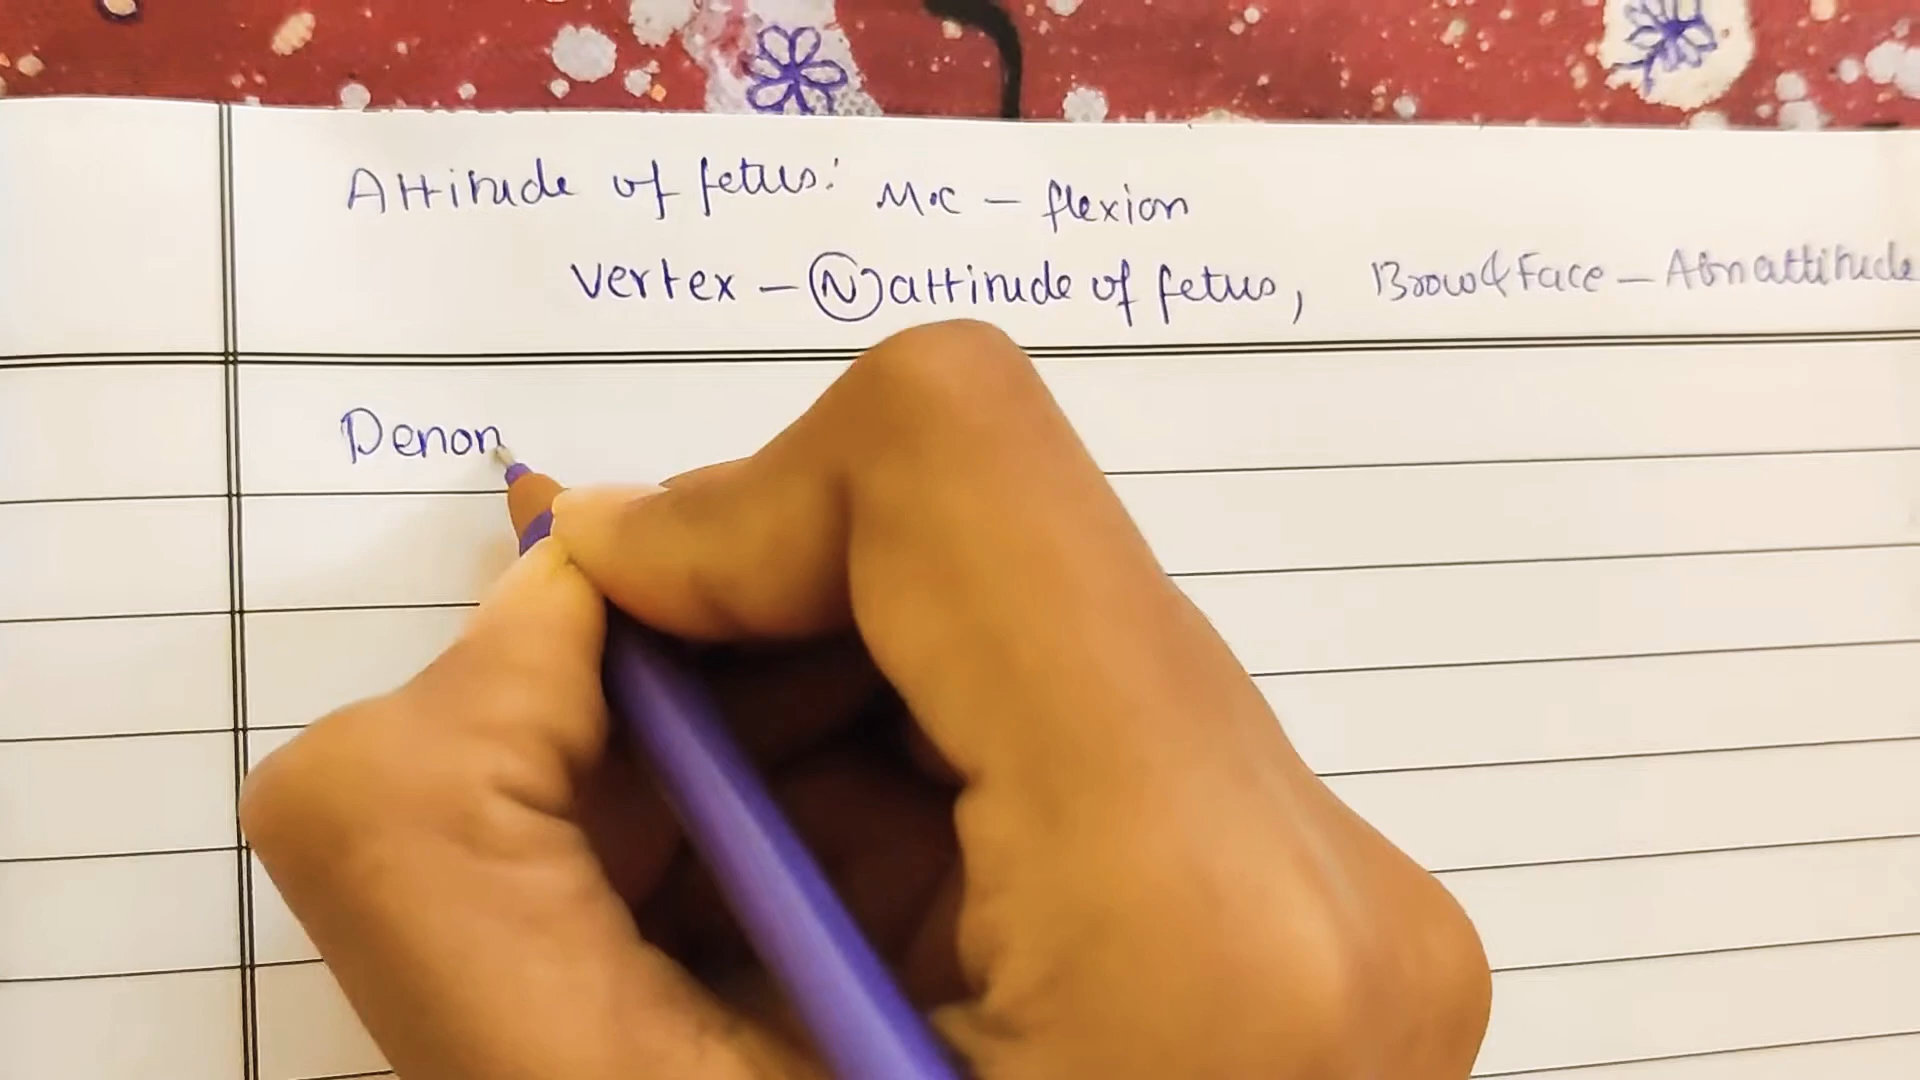 Attitude of fetus: M.C – flexion
Vertex – (N) attitude of fetus, Brow & Face – Abn attitude
Denon